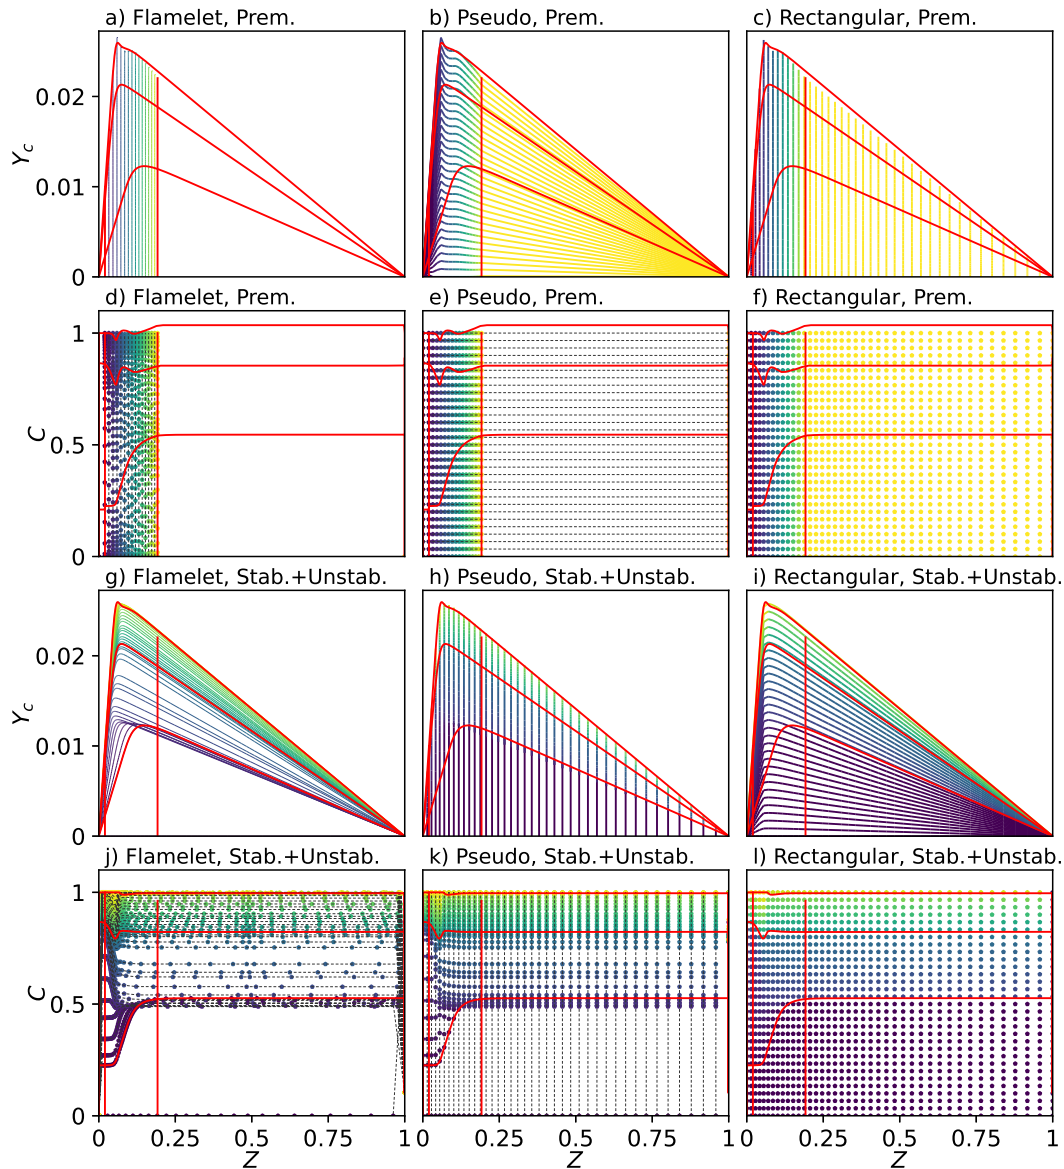 a) Flamelet, Prem. b) Pseudo, Prem. c) Rectangular, Prem.
0.02
Y_c
0.01
0
d) Flamelet, Prem. e) Pseudo, Prem. f) Rectangular, Prem.
1
C
0.5
0
g) Flamelet, Stab.+Unstab. h) Pseudo, Stab.+Unstab. i) Rectangular, Stab.+Unstab.
0.02
Y_c
0.01
0
j) Flamelet, Stab.+Unstab. k) Pseudo, Stab.+Unstab. l) Rectangular, Stab.+Unstab.
1
C
0.5
0
0 0.25 0.5 0.75 1 0 0.25 0.5 0.75 1 0 0.25 0.5 0.75 1
Z Z Z